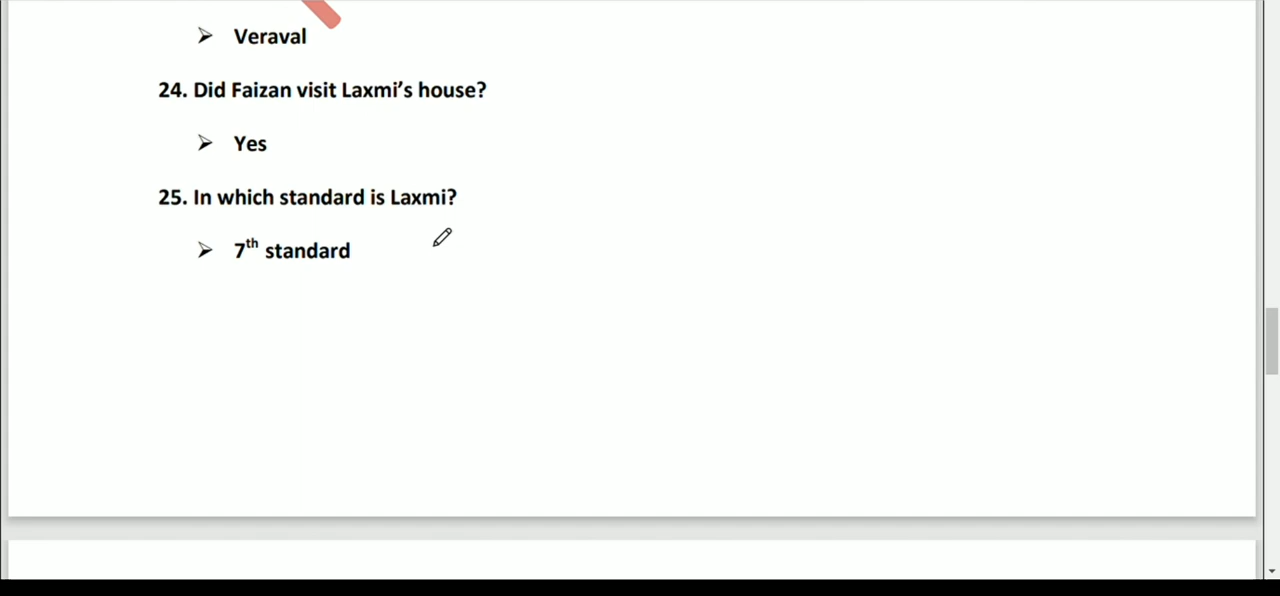 ➢ Veraval
24. Did Faizan visit Laxmi’s house?
➢ Yes
25. In which standard is Laxmi?
➢ 7th standard